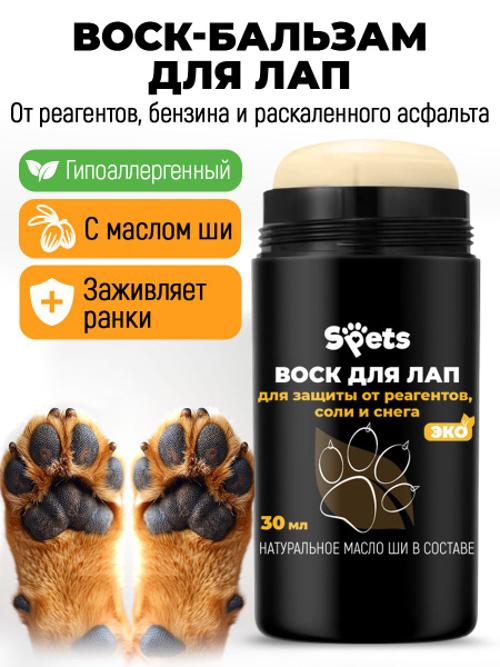 ВОСК-БАЛЬЗАМ
ДЛЯ ЛАП
От реагентов, бензина и раскаленного асфальта
Гипоаллергенный
С маслом ши
Заживляет
ранки
Spets
ВОСК ДЛЯ ЛАП
для защиты от реагентов,
соли и снега
ЭКО
30 мл
НАТУРАЛЬНОЕ МАСЛО ШИ В СОСТАВЕ